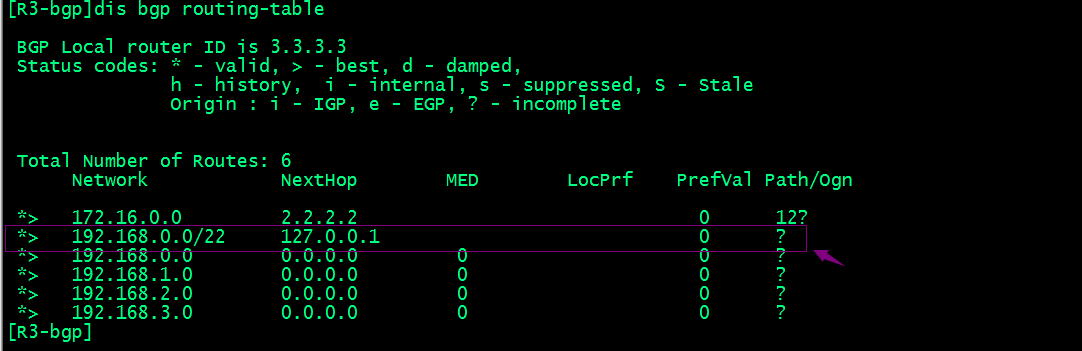 [R3-bgp]dis bgp routing-table
BGP Local router ID is 3.3.3.3
Status codes: * - valid, > - best, d - damped,
h - history,  i - internal, s - suppressed, S - Stale
Origin : i - IGP, e - EGP, ? - incomplete
Total Number of Routes: 6
Network            NextHop        MED        LocPrf    PrefVal Path/Ogn
*>   172.16.0.0         2.2.2.2                               0      12?
*>   192.168.0.0/22     127.0.0.1                             0      ?
*>   192.168.0.0        0.0.0.0         0                     0      ?
*>   192.168.1.0        0.0.0.0         0                     0      ?
*>   192.168.2.0        0.0.0.0         0                     0      ?
*>   192.168.3.0        0.0.0.0         0                     0      ?
[R3-bgp]